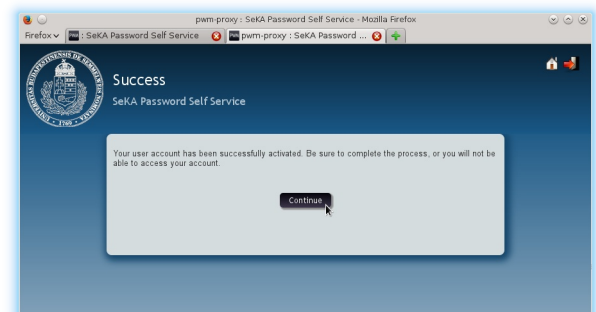 pwm-proxy : SeKA Password Self Service - Mozilla Firefox
Firefox
: SeKA Password Self Service
pwm-proxy : SeKA Password ...
Success
SeKA Password Self Service
Your user account has been successfully activated. Be sure to complete the process, or you will not be
able to access your account.
Continue